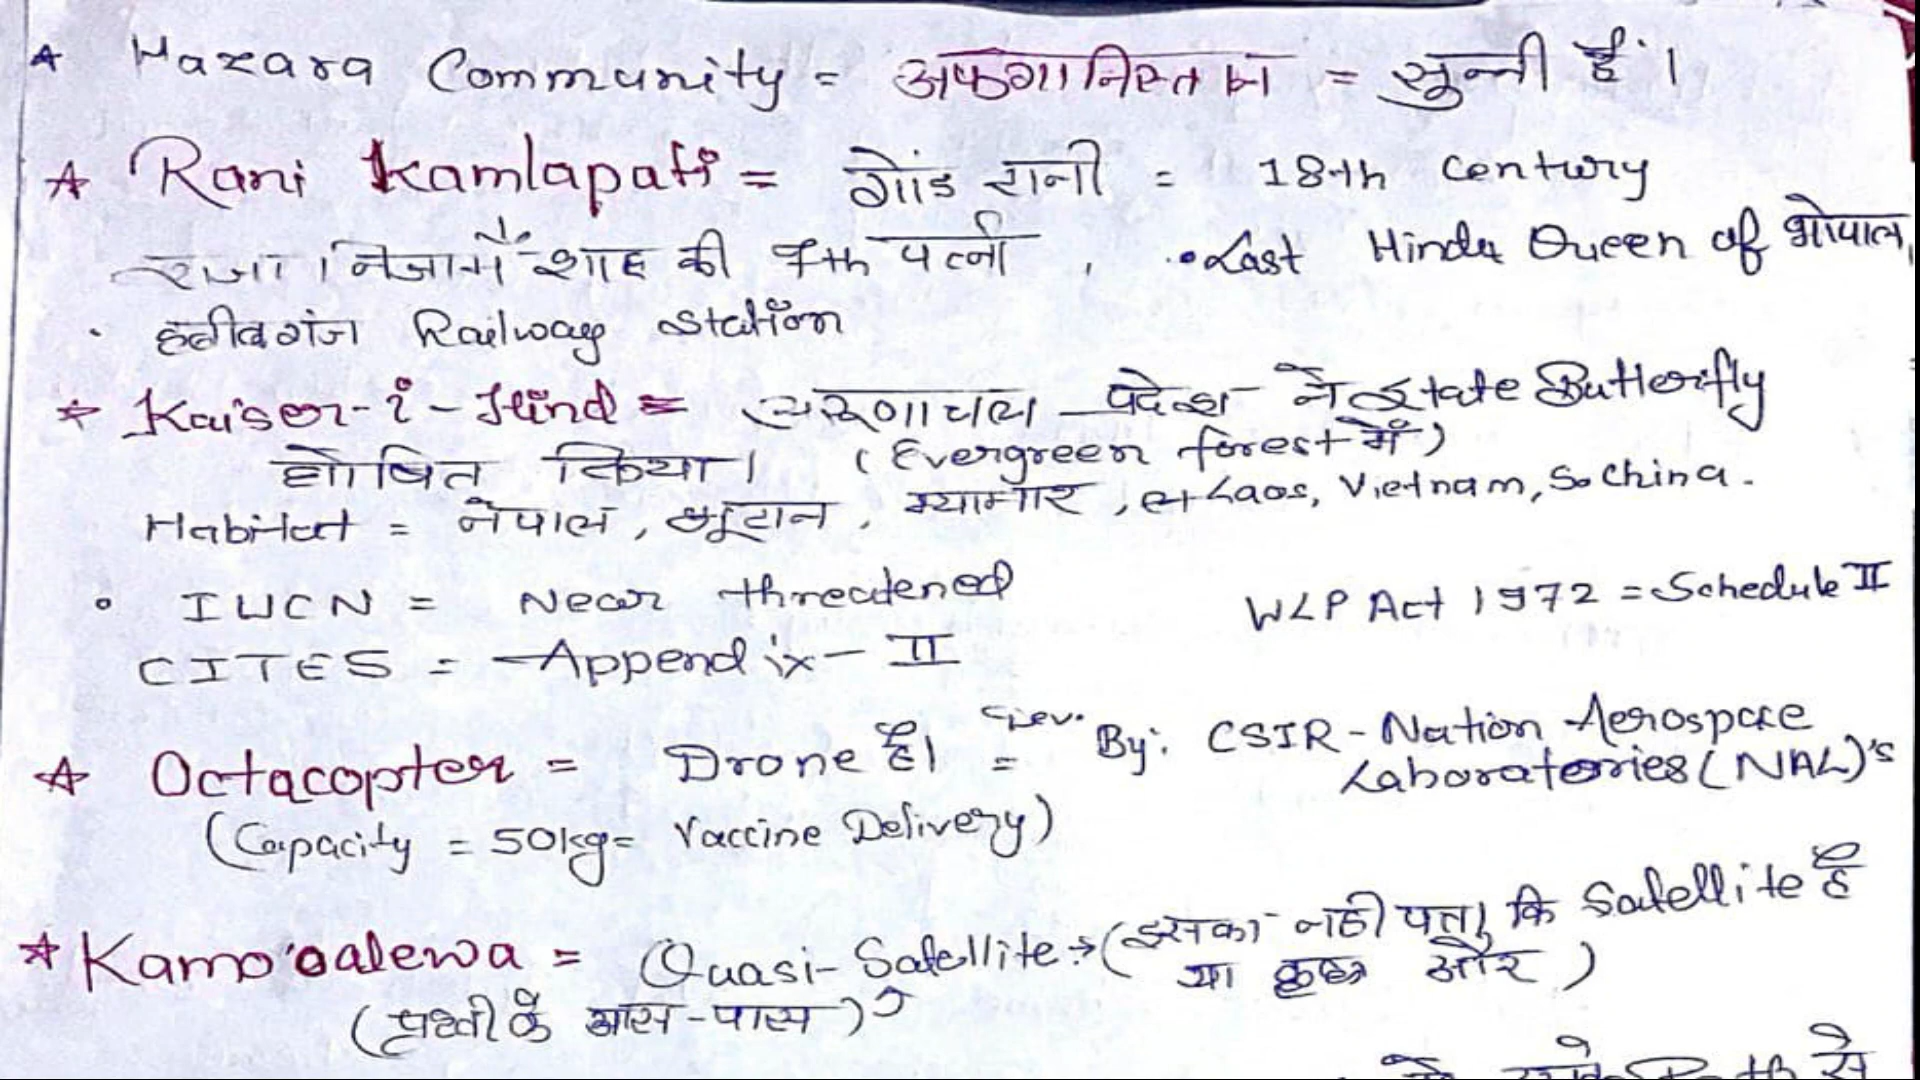 ☆ Hazara Community = अफगानिस्तान = सुन्नी हैं।
☆ Rani Kamlapati = गोंड रानी = 18th Century
राजा निजाम शाह की 7th पत्नी, • Last Hindu Queen of भोपाल,
• हबीबगंज Railway Station
☆ Kaiser-i-Hind = अरुणाचल प्रदेश ने State Butterfly
घोषित किया। (Evergreen forest में)
Habitat = नेपाल, भूटान, म्यामार, Laos, Vietnam, So China.
• IUCN = Near threatened WLP Act 1972 = Schedule II
CITES = Appendix - II
☆ Octacopter = Drone है। = Dev. By: CSIR-Nation Aerospace
Laboratories (NAL)'s
(Capacity = 50kg = Vaccine Delivery)
☆ Kamo'oalewa = Quasi-Satellite → (इसका नही पता कि Satellite है
या कुछ और)
(पृथ्वी के आस-पास)